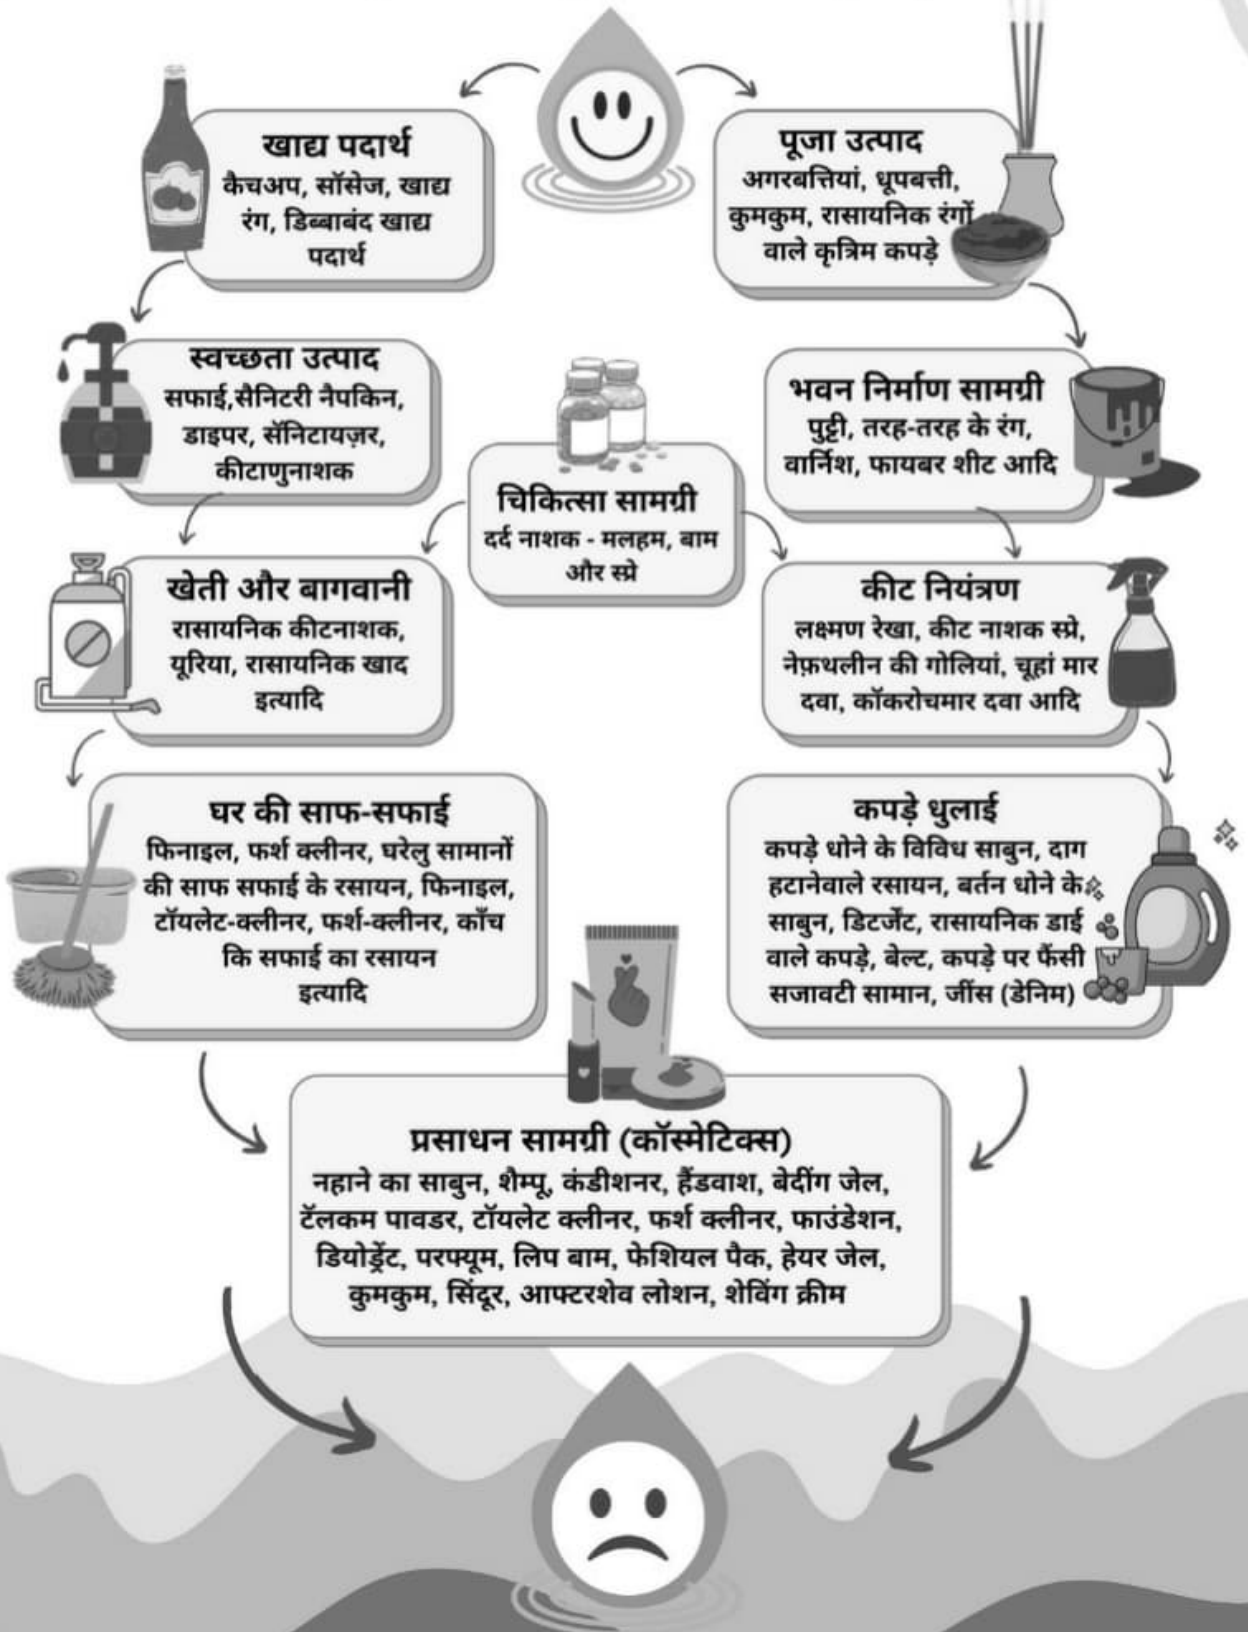 खाद्य पदार्थ
कैचअप, सॉसेज, खाद्य
रंग, डिब्बाबंद खाद्य
पदार्थ
पूजा उत्पाद
अगरबत्तियां, धूपबत्ती,
कुमकुम, रासायनिक रंगों
वाले कृत्रिम कपड़े
स्वच्छता उत्पाद
सफाई,सैनिटरी नैपकिन,
डाइपर, सॅनिटायज़र,
कीटाणुनाशक
भवन निर्माण सामग्री
पुट्टी, तरह-तरह के रंग,
वार्निश, फायबर शीट आदि
चिकित्सा सामग्री
दर्द नाशक - मलहम, बाम
और स्प्रे
खेती और बागवानी
रासायनिक कीटनाशक,
यूरिया, रासायनिक खाद
इत्यादि
कीट नियंत्रण
लक्ष्मण रेखा, कीट नाशक स्प्रे,
नेफ़थलीन की गोलियां, चूहां मार
दवा, कॉकरोचमार दवा आदि
घर की साफ-सफाई
फिनाइल, फर्श क्लीनर, घरेलु सामानों
की साफ सफाई के रसायन, फिनाइल,
टॉयलेट-क्लीनर, फर्श-क्लीनर, काँच
कि सफाई का रसायन
इत्यादि
कपड़े धुलाई
कपड़े धोने के विविध साबुन, दाग
हटानेवाले रसायन, बर्तन धोने के
साबुन, डिटर्जेंट, रासायनिक डाई
वाले कपड़े, बेल्ट, कपड़े पर फैंसी
सजावटी सामान, जींस (डेनिम)
प्रसाधन सामग्री (कॉस्मेटिक्स)
नहाने का साबुन, शैम्पू, कंडीशनर, हैंडवाश, बेदींग जेल,
टॅलकम पावडर, टॉयलेट क्लीनर, फर्श क्लीनर, फाउंडेशन,
डियोड्रेंट, परफ्यूम, लिप बाम, फेशियल पैक, हेयर जेल,
कुमकुम, सिंदूर, आफ्टरशेव लोशन, शेविंग क्रीम